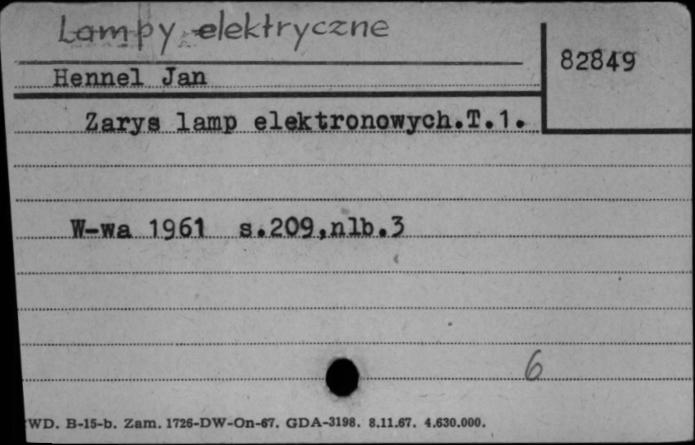 Lampy elektryczne
82849
Hennel Jan
Zarys lamp elektronowych.T.1.
W-wa 1961 s.209,nlb.3
6
WD. B-15-b. Zam. 1726-DW-On-67. GDA-3198. 8.11.67. 4.630.000.